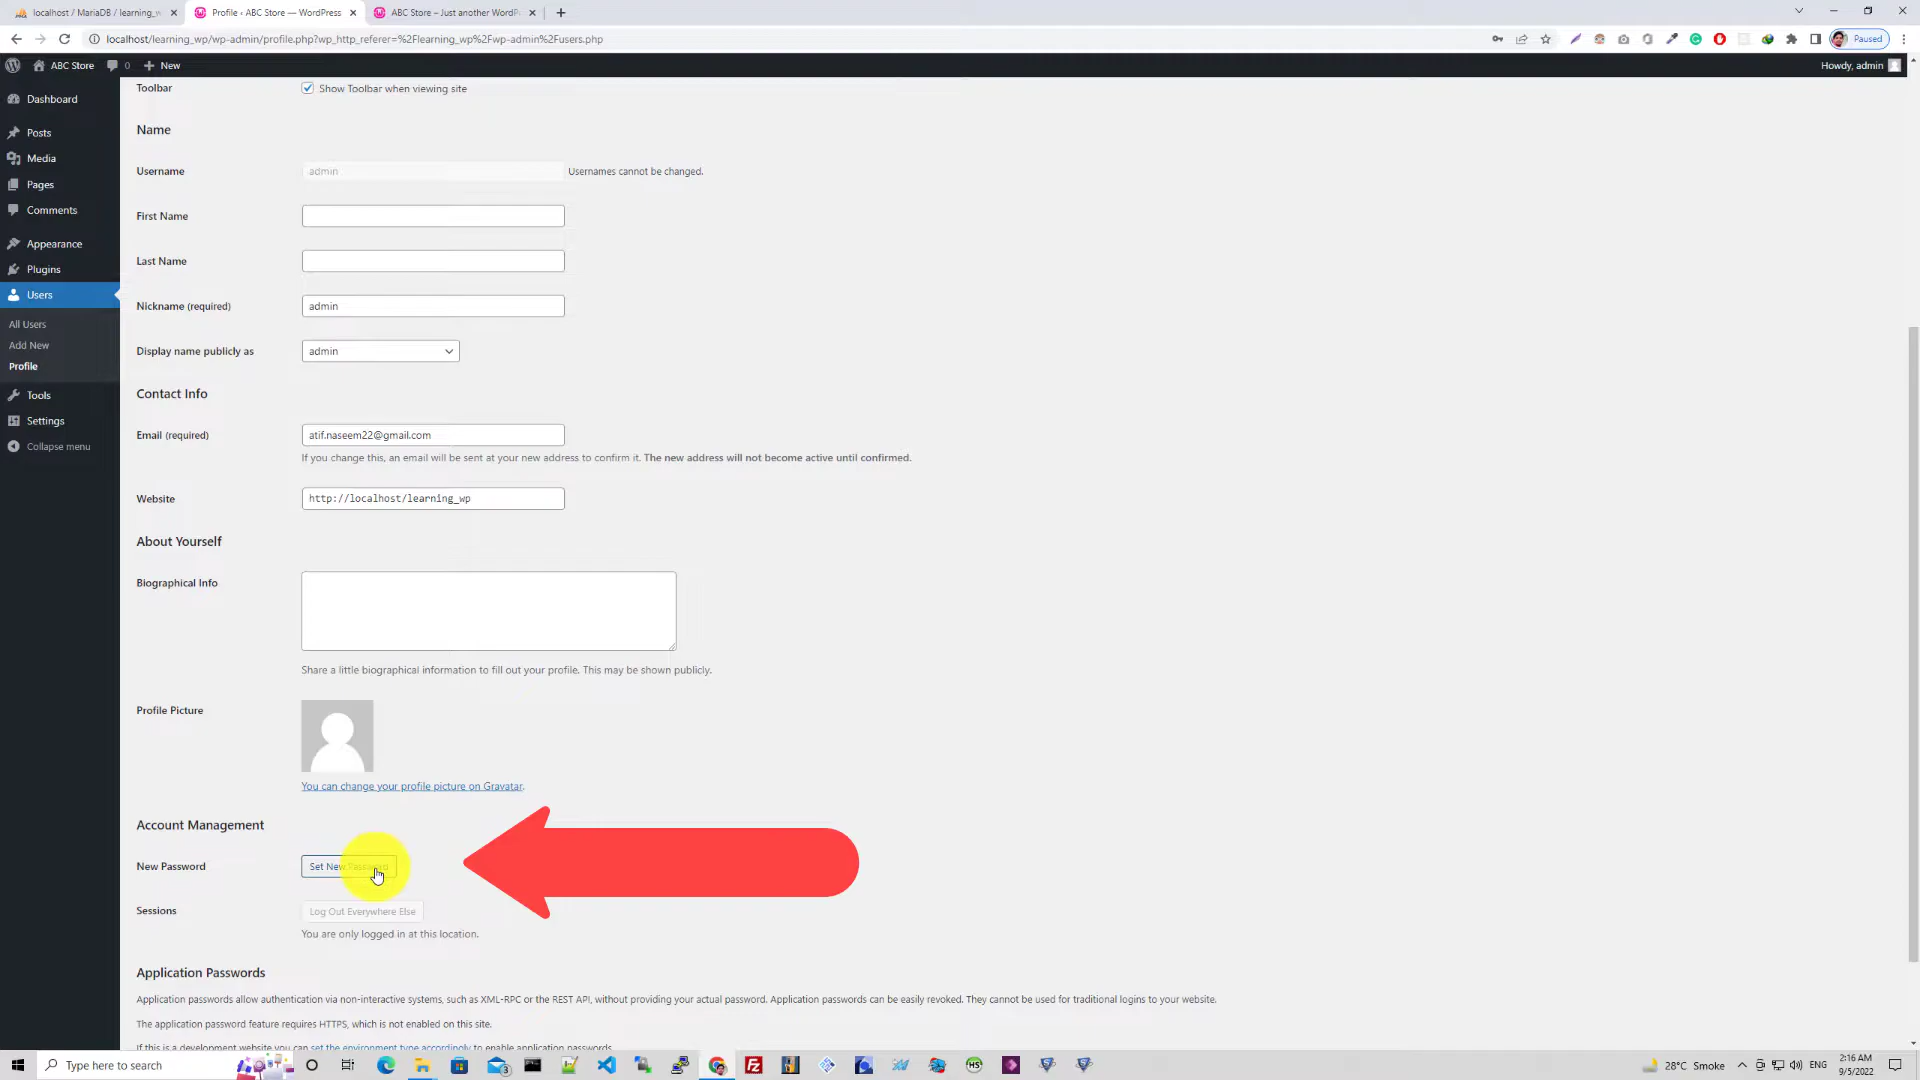 localhost / MariaDB / learning_w
Profile ‹ ABC Store — WordPress
ABC Store – Just another WordP
localhost/learning_wp/wp-admin/profile.php?wp_http_referer=%2Flearning_wp%2Fwp-admin%2Fusers.php
Paused
ABC Store
0
New
Howdy, admin
Dashboard
Posts
Media
Pages
Comments
Appearance
Plugins
Users
All Users
Add New
Profile
Tools
Settings
Collapse menu
Toolbar
Show Toolbar when viewing site
Name
Username
admin
Usernames cannot be changed.
First Name
Last Name
Nickname (required)
admin
Display name publicly as
admin
Contact Info
Email (required)
atif.naseem22@gmail.com
If you change this, an email will be sent at your new address to confirm it. The new address will not become active until confirmed.
Website
http://localhost/learning_wp
About Yourself
Biographical Info
Share a little biographical information to fill out your profile. This may be shown publicly.
Profile Picture
You can change your profile picture on Gravatar.
Account Management
New Password
Set New Password
Sessions
Log Out Everywhere Else
You are only logged in at this location.
Application Passwords
Application passwords allow authentication via non-interactive systems, such as XML-RPC or the REST API, without providing your actual password. Application passwords can be easily revoked. They cannot be used for traditional logins to your website.
The application password feature requires HTTPS, which is not enabled on this site.
If this is a development website you can set the environment type accordingly to enable application passwords.
Type here to search
28°C Smoke
ENG
2:16 AM
9/5/2022